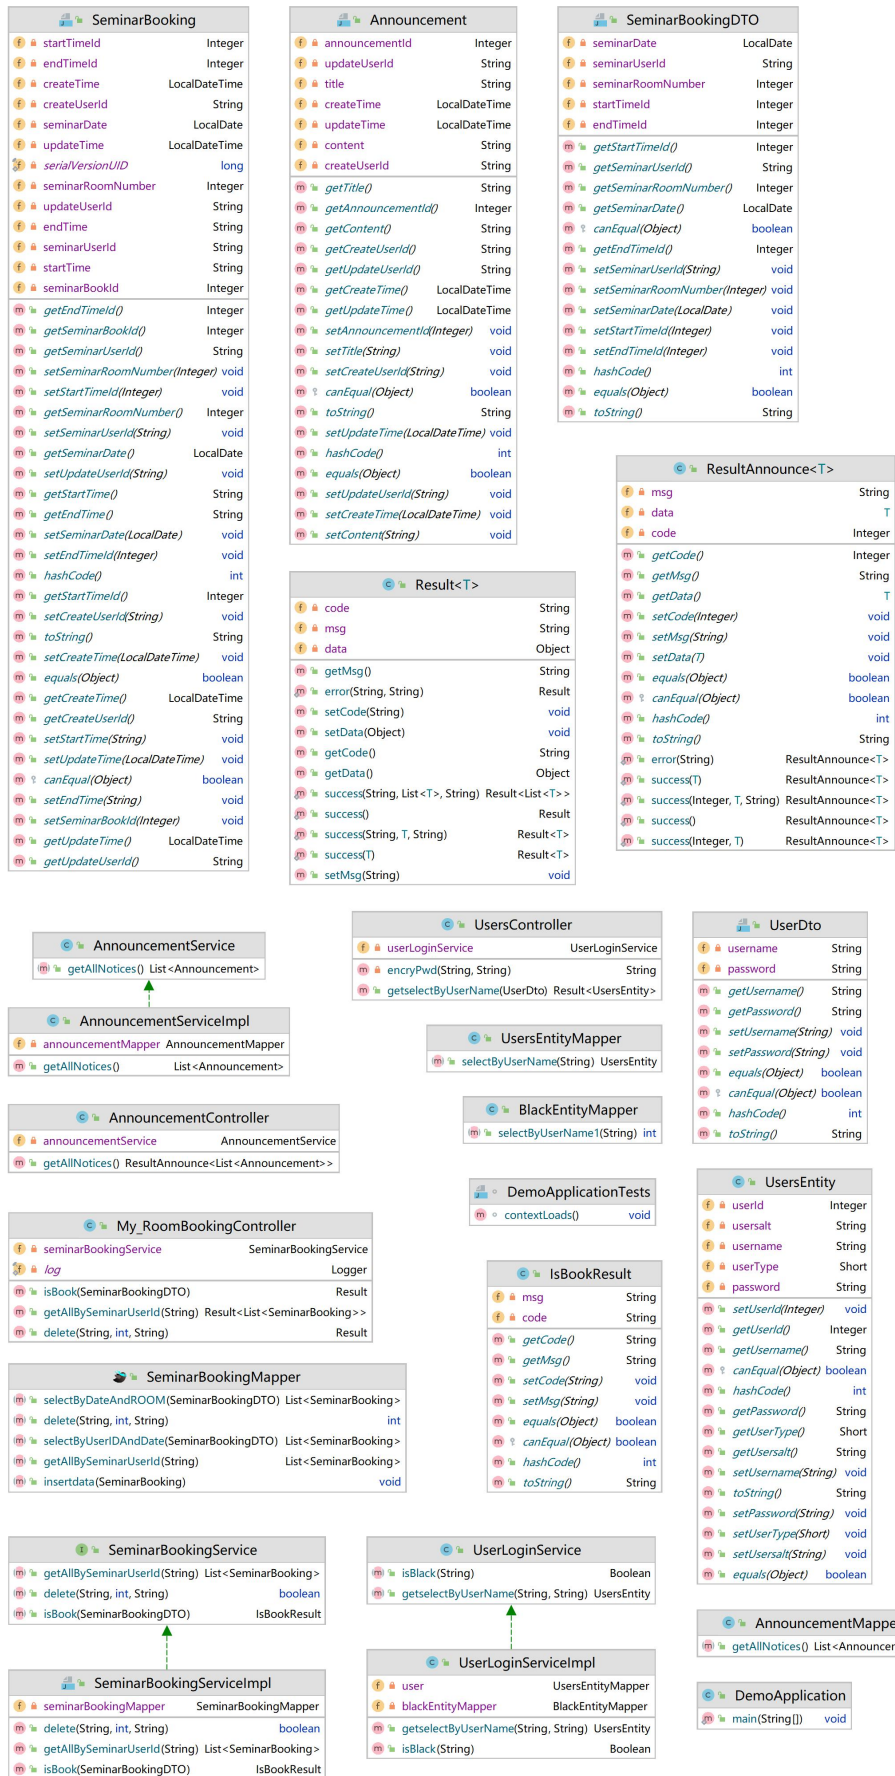 SeminarBooking
startTimeId Integer
endTimeId Integer
createTime LocalDateTime
createUserId String
seminarDate LocalDate
updateTime LocalDateTime
serialVersionUID long
seminarRoomNumber Integer
updateUserId String
endTime String
seminarUserId String
startTime String
seminarBookId Integer
getEndTimeId() Integer
getSeminarBookId() Integer
getSeminarUserId() String
setSeminarRoomNumber(Integer) void
setStartTimeId(Integer) void
getSeminarRoomNumber() Integer
setSeminarUserId(String) void
getSeminarDate() LocalDate
setUpdateUserId(String) void
getStartTime() String
getEndTime() String
setSeminarDate(LocalDate) void
setEndTimeId(Integer) void
hashCode() int
getStartTimeId() Integer
setCreateUserId(String) void
toString() String
setCreateTime(LocalDateTime) void
equals(Object) boolean
getCreateTime() LocalDateTime
getCreateUserId() String
setStartTime(String) void
setUpdateTime(LocalDateTime) void
canEqual(Object) boolean
setEndTime(String) void
setSeminarBookId(Integer) void
getUpdateTime() LocalDateTime
getUpdateUserId() String
Announcement
announcementId Integer
updateUserId String
title String
createTime LocalDateTime
updateTime LocalDateTime
content String
createUserId String
getTitle() String
getAnnouncementId() Integer
getContent() String
getCreateUserId() String
getUpdateUserId() String
getCreateTime() LocalDateTime
getUpdateTime() LocalDateTime
setAnnouncementId(Integer) void
setTitle(String) void
setCreateUserId(String) void
canEqual(Object) boolean
toString() String
setUpdateTime(LocalDateTime) void
hashCode() int
equals(Object) boolean
setUpdateUserId(String) void
setCreateTime(LocalDateTime) void
setContent(String) void
SeminarBookingDTO
seminarDate LocalDate
seminarUserId String
seminarRoomNumber Integer
startTimeId Integer
endTimeId Integer
getStartTimeId() Integer
getSeminarUserId() String
getSeminarRoomNumber() Integer
getSeminarDate() LocalDate
canEqual(Object) boolean
getEndTimeId() Integer
setSeminarUserId(String) void
setSeminarRoomNumber(Integer) void
setSeminarDate(LocalDate) void
setStartTimeId(Integer) void
setEndTimeId(Integer) void
hashCode() int
equals(Object) boolean
toString() String
ResultAnnounce<T>
msg String
data T
code Integer
getCode() Integer
getMsg() String
getData() T
setCode(Integer) void
setMsg(String) void
setData(T) void
equals(Object) boolean
canEqual(Object) boolean
hashCode() int
toString() String
error(String) ResultAnnounce<T>
success(T) ResultAnnounce<T>
success(Integer, T, String) ResultAnnounce<T>
success() ResultAnnounce<T>
success(Integer, T) ResultAnnounce<T>
Result<T>
code String
msg String
data Object
getMsg() String
error(String, String) Result
setCode(String) void
setData(Object) void
getCode() String
getData() Object
success(String, List<T>, String) Result<List<T>>
success() Result
success(String, T, String) Result<T>
success(T) Result<T>
setMsg(String) void
AnnouncementService
getAllNotices() List<Announcement>
AnnouncementServiceImpl
announcementMapper AnnouncementMapper
getAllNotices() List<Announcement>
AnnouncementController
announcementService AnnouncementService
getAllNotices() ResultAnnounce<List<Announcement>>
My_RoomBookingController
seminarBookingService SeminarBookingService
log Logger
isBook(SeminarBookingDTO) Result
getAllBySeminarUserId(String) Result<List<SeminarBooking>>
delete(String, int, String) Result
SeminarBookingMapper
selectByDateAndROOM(SeminarBookingDTO) List<SeminarBooking>
delete(String, int, String) int
selectByUserIDAndDate(SeminarBookingDTO) List<SeminarBooking>
getAllBySeminarUserId(String) List<SeminarBooking>
insertdata(SeminarBooking) void
SeminarBookingService
getAllBySeminarUserId(String) List<SeminarBooking>
delete(String, int, String) boolean
isBook(SeminarBookingDTO) IsBookResult
SeminarBookingServiceImpl
seminarBookingMapper SeminarBookingMapper
delete(String, int, String) boolean
getAllBySeminarUserId(String) List<SeminarBooking>
isBook(SeminarBookingDTO) IsBookResult
UsersController
userLoginService UserLoginService
encryPwd(String, String) String
getselectByUserName(UserDto) Result<UsersEntity>
UsersEntityMapper
selectByUserName(String) UsersEntity
BlackEntityMapper
selectByUserName1(String) int
DemoApplicationTests
contextLoads() void
IsBookResult
msg String
code String
getCode() String
getMsg() String
setCode(String) void
setMsg(String) void
equals(Object) boolean
canEqual(Object) boolean
hashCode() int
toString() String
UserLoginService
isBlack(String) Boolean
getselectByUserName(String, String) UsersEntity
UserLoginServiceImpl
user UsersEntityMapper
blackEntityMapper BlackEntityMapper
getselectByUserName(String, String) UsersEntity
isBlack(String) Boolean
UserDto
username String
password String
getUsername() String
getPassword() String
setUsername(String) void
setPassword(String) void
equals(Object) boolean
canEqual(Object) boolean
hashCode() int
toString() String
UsersEntity
userId Integer
usersalt String
username String
userType Short
password String
setUserId(Integer) void
getUserId() Integer
getUsername() String
canEqual(Object) boolean
hashCode() int
getPassword() String
getUserType() Short
getUsersalt() String
setUsername(String) void
toString() String
setPassword(String) void
setUserType(Short) void
setUsersalt(String) void
equals(Object) boolean
AnnouncementMappe
getAllNotices() List<Announcem
DemoApplication
main(String[]) void